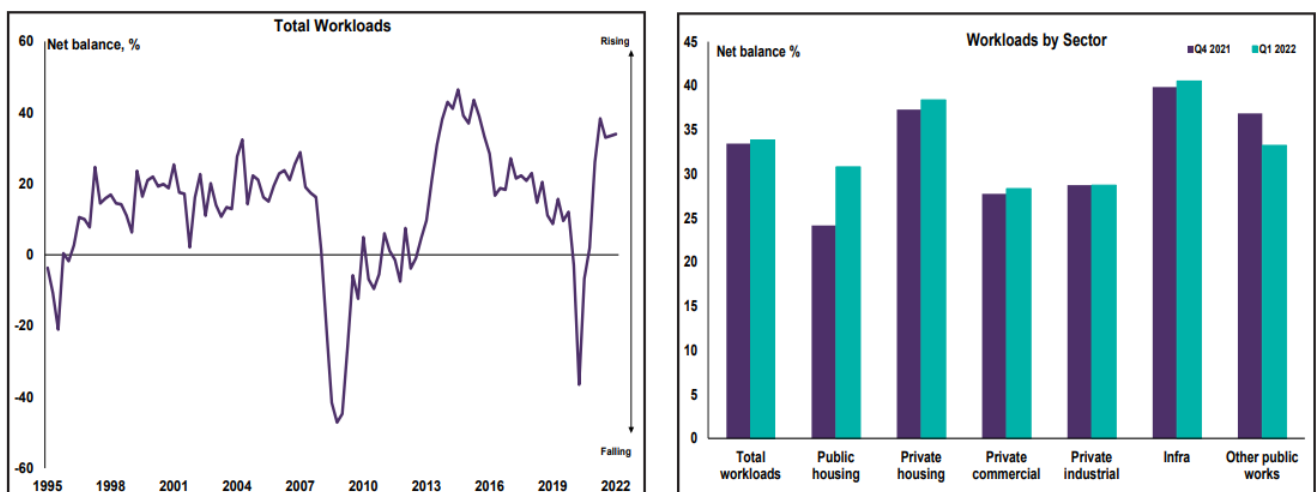 Total Workloads
Net balance, %
Rising
60
40
20
0
-20
-40
-60
Falling
1995 1998 2001 2004 2007 2010 2013 2016 2019 2022
Workloads by Sector
Net balance %
Q4 2021 Q1 2022
45
40
35
30
25
20
15
10
5
0
Total workloads
Public housing
Private housing
Private commercial
Private industrial
Infra
Other public works